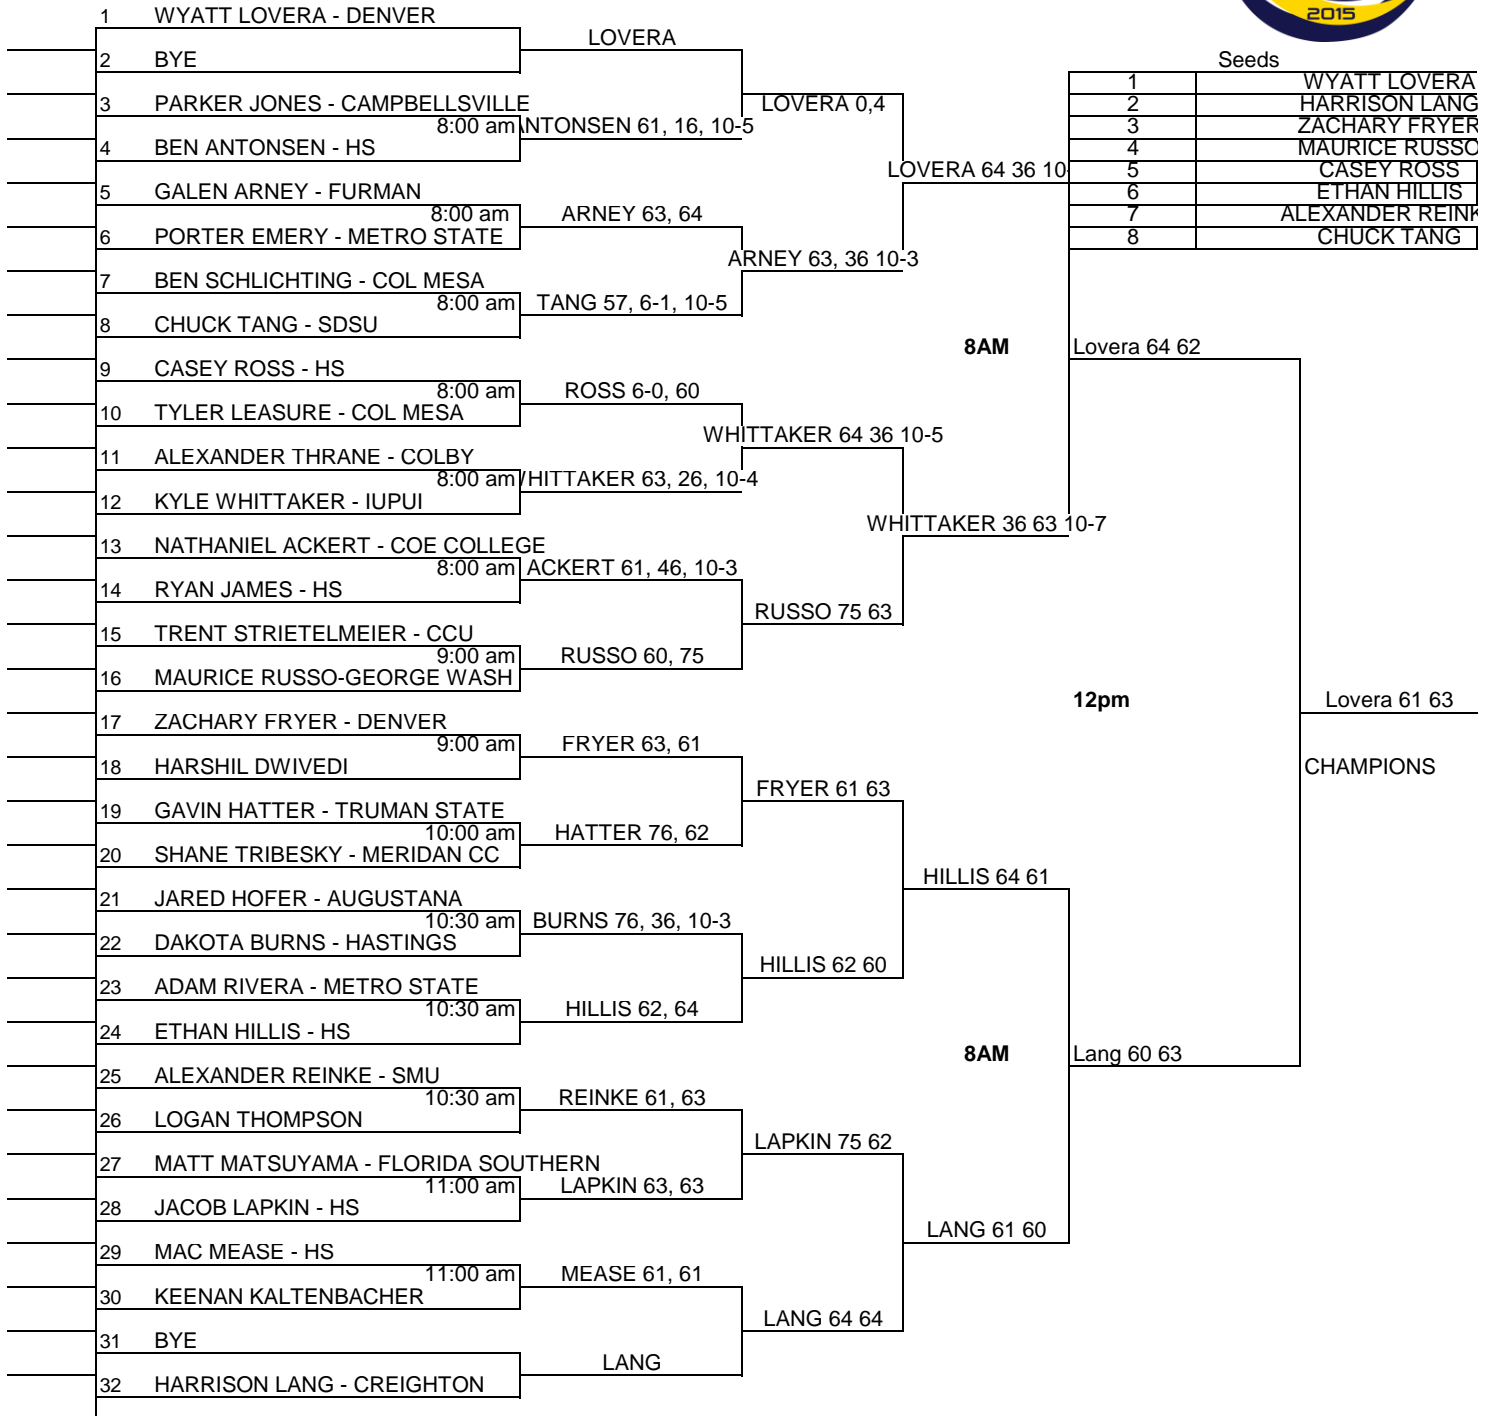 2015
1 WYATT LOVERA - DENVER
LOVERA
2 BYE
Seeds
1 WYATT LOVERA
2 HARRISON LANG
3 ZACHARY FRYER
4 MAURICE RUSSO
5 CASEY ROSS
6 ETHAN HILLIS
7 ALEXANDER REINK
8 CHUCK TANG
3 PARKER JONES - CAMPBELLSVILLE
LOVERA 0,4
8:00 am NTONSEN 61, 16, 10-5
4 BEN ANTONSEN - HS
LOVERA 64 36 10-
5 GALEN ARNEY - FURMAN
8:00 am ARNEY 63, 64
6 PORTER EMERY - METRO STATE
ARNEY 63, 36 10-3
7 BEN SCHLICHTING - COL MESA
8:00 am TANG 57, 6-1, 10-5
8 CHUCK TANG - SDSU
8AM Lovera 64 62
9 CASEY ROSS - HS
8:00 am ROSS 6-0, 60
10 TYLER LEASURE - COL MESA
WHITTAKER 64 36 10-5
11 ALEXANDER THRANE - COLBY
8:00 am HITTAKER 63, 26, 10-4
12 KYLE WHITTAKER - IUPUI
WHITTAKER 36 63 10-7
13 NATHANIEL ACKERT - COE COLLEGE
8:00 am ACKERT 61, 46, 10-3
14 RYAN JAMES - HS
RUSSO 75 63
15 TRENT STRIETELMEIER - CCU
9:00 am RUSSO 60, 75
16 MAURICE RUSSO-GEORGE WASH
12pm Lovera 61 63
17 ZACHARY FRYER - DENVER
9:00 am FRYER 63, 61
18 HARSHIL DWIVEDI
CHAMPIONS
FRYER 61 63
19 GAVIN HATTER - TRUMAN STATE
10:00 am HATTER 76, 62
20 SHANE TRIBESKY - MERIDAN CC
HILLIS 64 61
21 JARED HOFER - AUGUSTANA
10:30 am BURNS 76, 36, 10-3
22 DAKOTA BURNS - HASTINGS
HILLIS 62 60
23 ADAM RIVERA - METRO STATE
10:30 am HILLIS 62, 64
24 ETHAN HILLIS - HS
8AM Lang 60 63
25 ALEXANDER REINKE - SMU
10:30 am REINKE 61, 63
26 LOGAN THOMPSON
LAPKIN 75 62
27 MATT MATSUYAMA - FLORIDA SOUTHERN
11:00 am LAPKIN 63, 63
28 JACOB LAPKIN - HS
LANG 61 60
29 MAC MEASE - HS
11:00 am MEASE 61, 61
30 KEENAN KALTENBACHER
LANG 64 64
31 BYE
LANG
32 HARRISON LANG - CREIGHTON